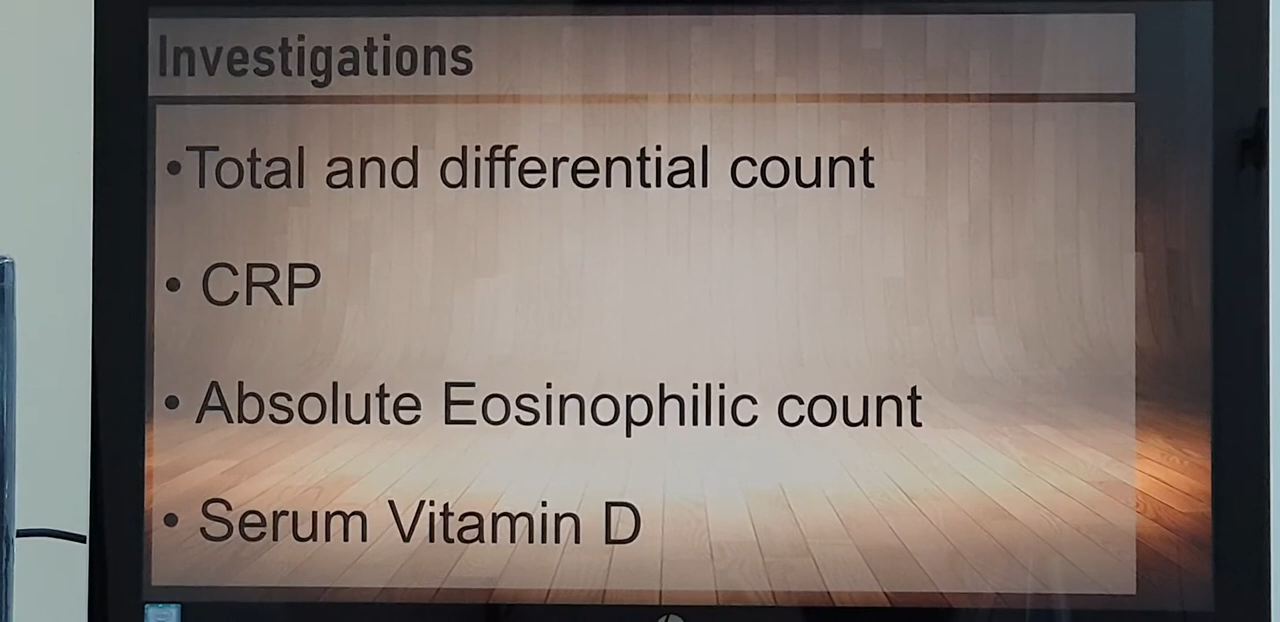 Investigations
•Total and differential count
• CRP
• Absolute Eosinophilic count
• Serum Vitamin D